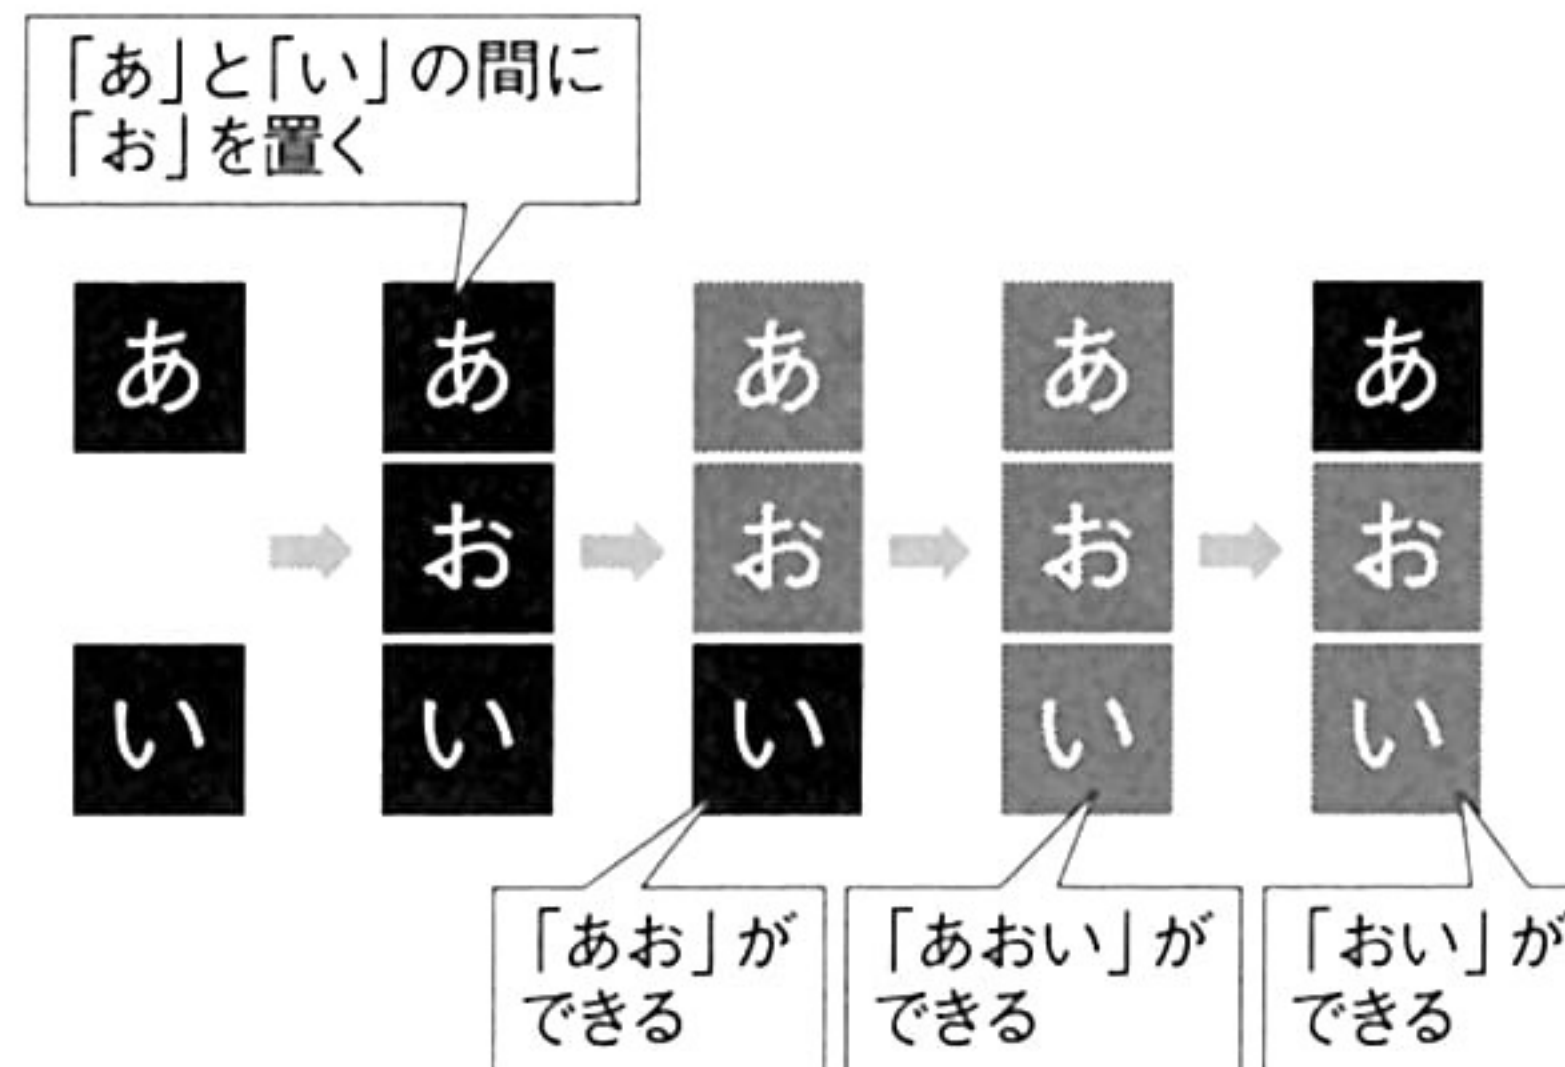 「あ」と「い」の間に
「お」を置く
あ
い
あ
お
い
あ
お
い
あ
お
い
あ
お
い
「あお」が
できる
「あおい」が
できる
「おい」が
できる